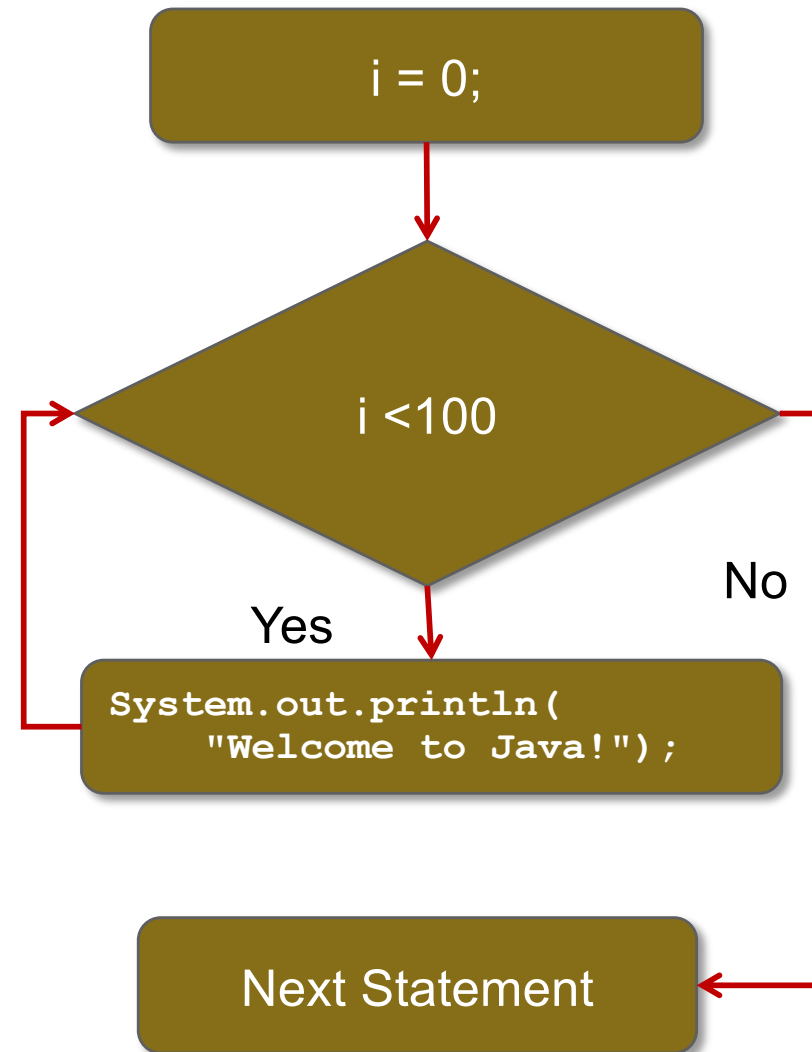 i = 0;
i <100
No
Yes
System.out.println(
"Welcome to Java!");
Next Statement